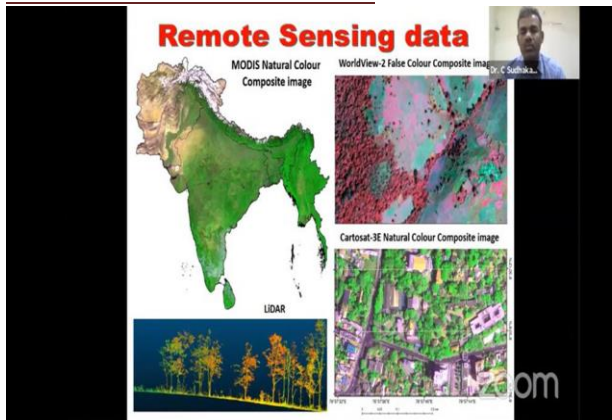 Remote Sensing data
MODIS Natural Colour
Composite image
WorldView-2 False Colour Composite imag
Dr. C Sudhaka...
Cartosat-3E Natural Colour Composite image
LiDAR
zoom